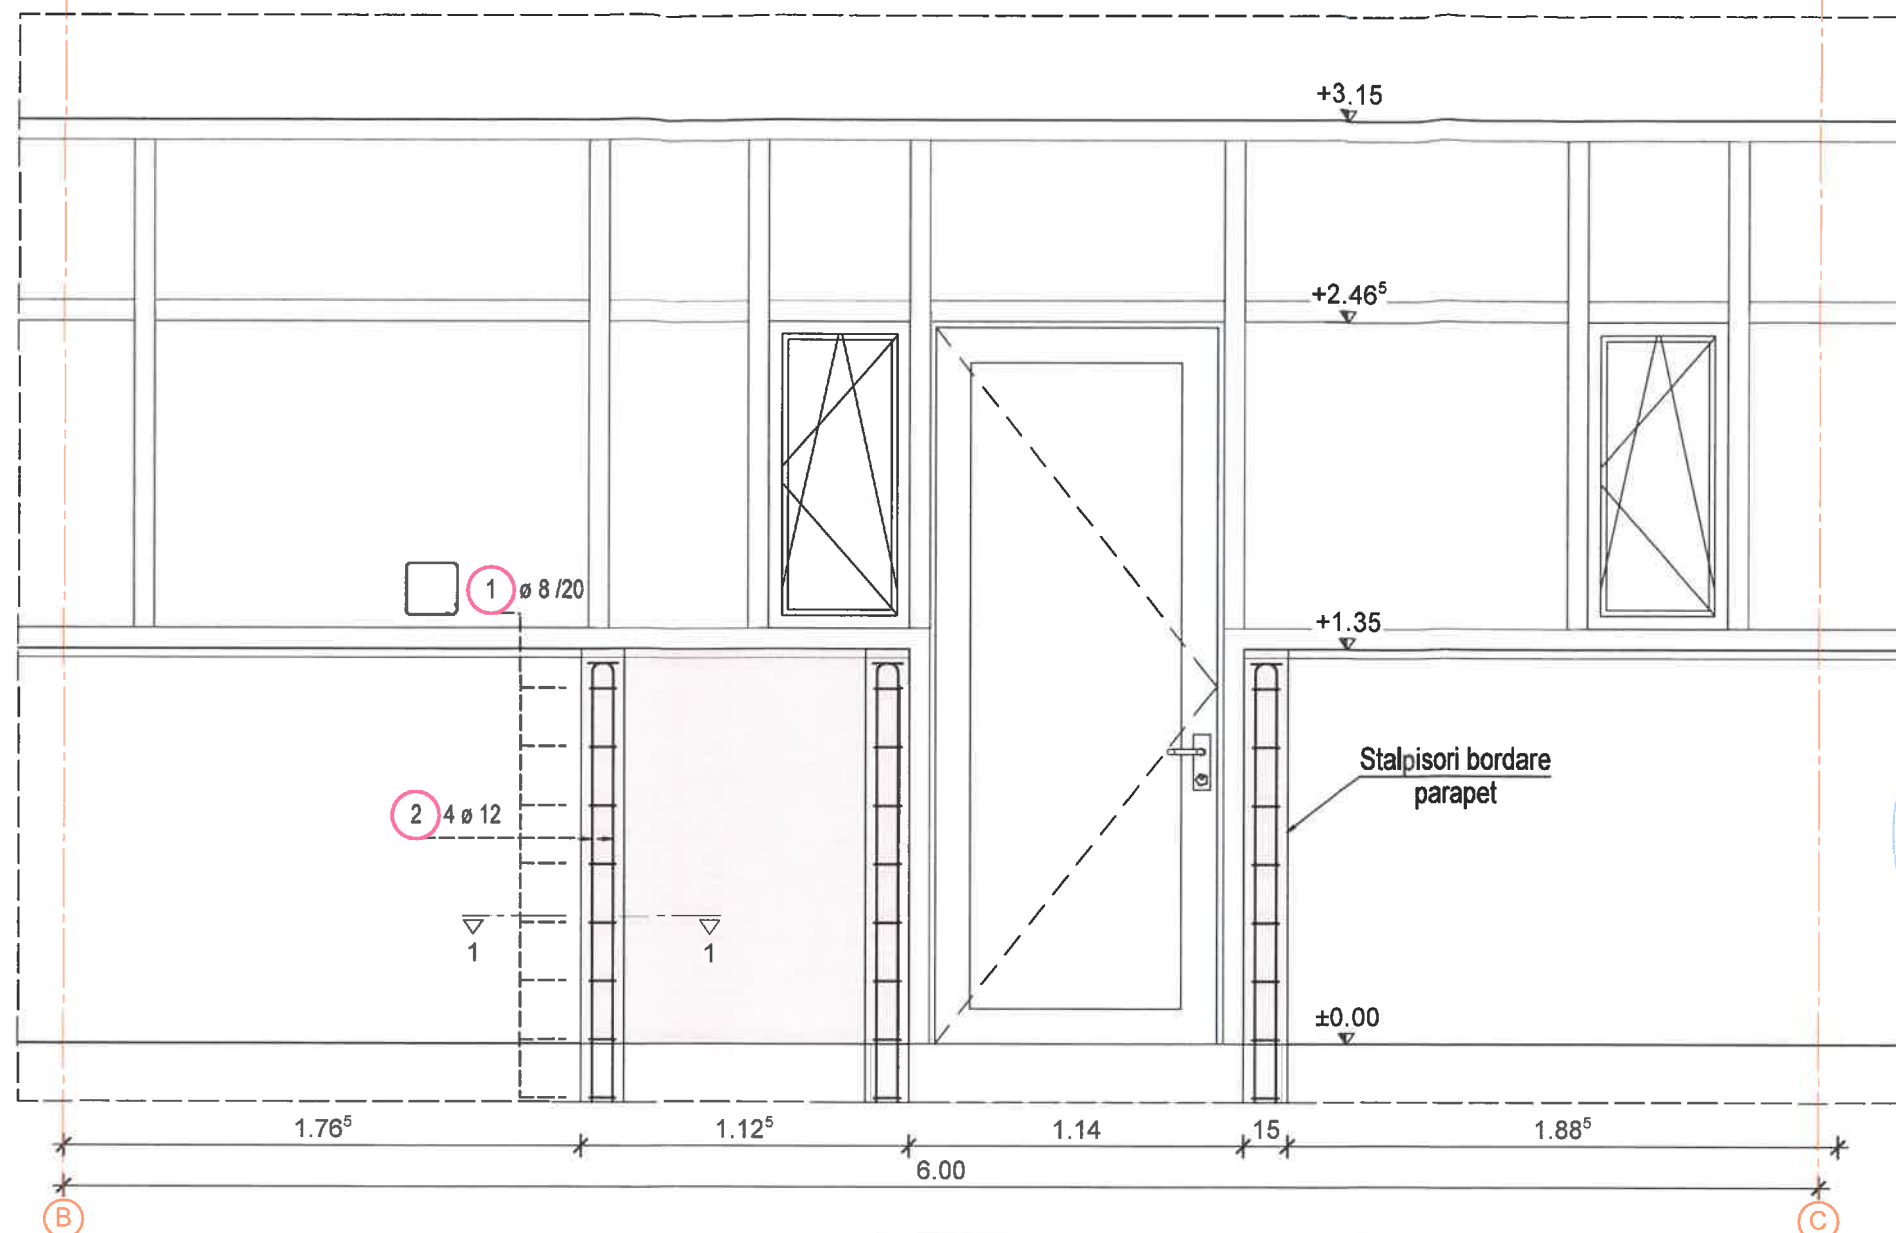 +3.15
+2.46⁵
1 ø 8 /20
+1.35
Stalpisori bordare
parapet
2 4 ø 12
1 1
±0.00
1.76⁵ 1.12⁵ 1.14 15 1.88⁵
6.00
B C